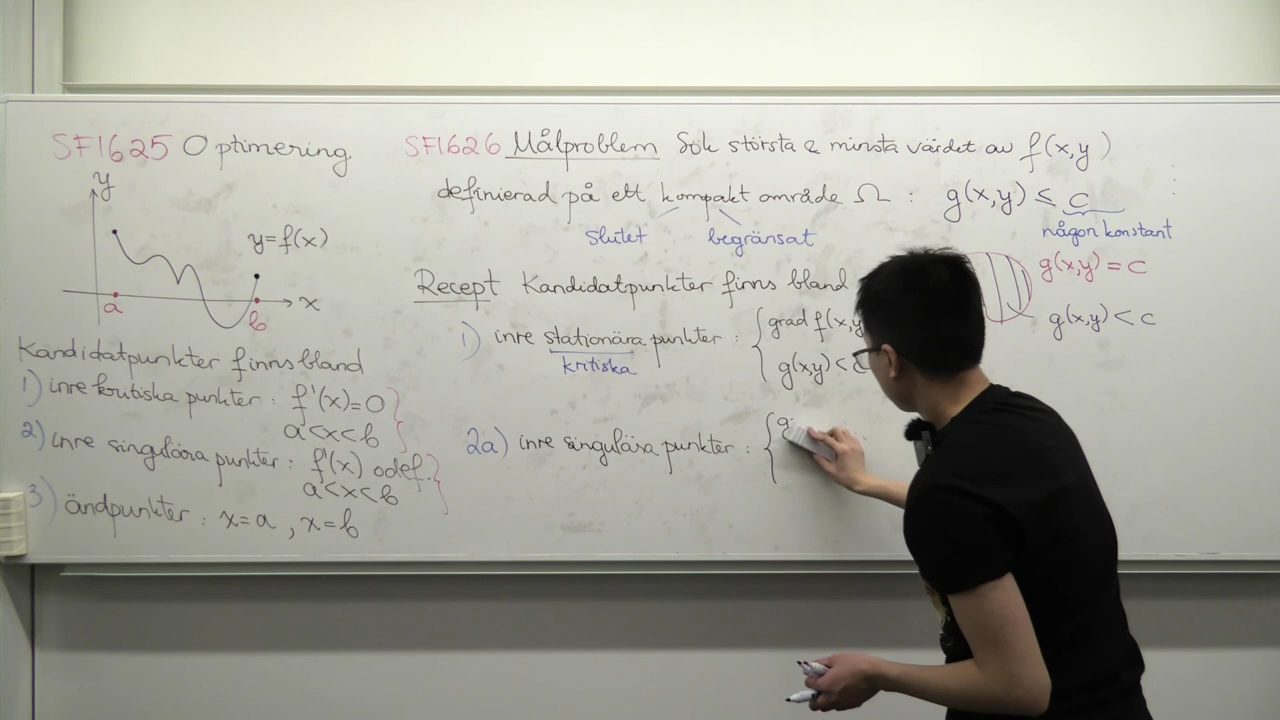 SF1625 Optimering
y
y=f(x)
a
b
x
Kandidatpunkter finns bland
1) inre kritiska punkter : f'(x)=0
a<x<b
2) inre singulära punkter : f'(x) odef.
a<x<b
3) ändpunkter : x=a , x=b
SF1626 Målproblem Sök största & minsta värdet av f(x,y)
definierad på ett kompakt område Ω : g(x,y) ≤ c
slutet begränsat någon konstant
g(x,y) = c
g(x,y) < c
Recept Kandidatpunkter finns bland
1) inre stationära punkter : { grad f(x,y
kritiska g(x,y) < c
2a) inre singulära punkter : { g